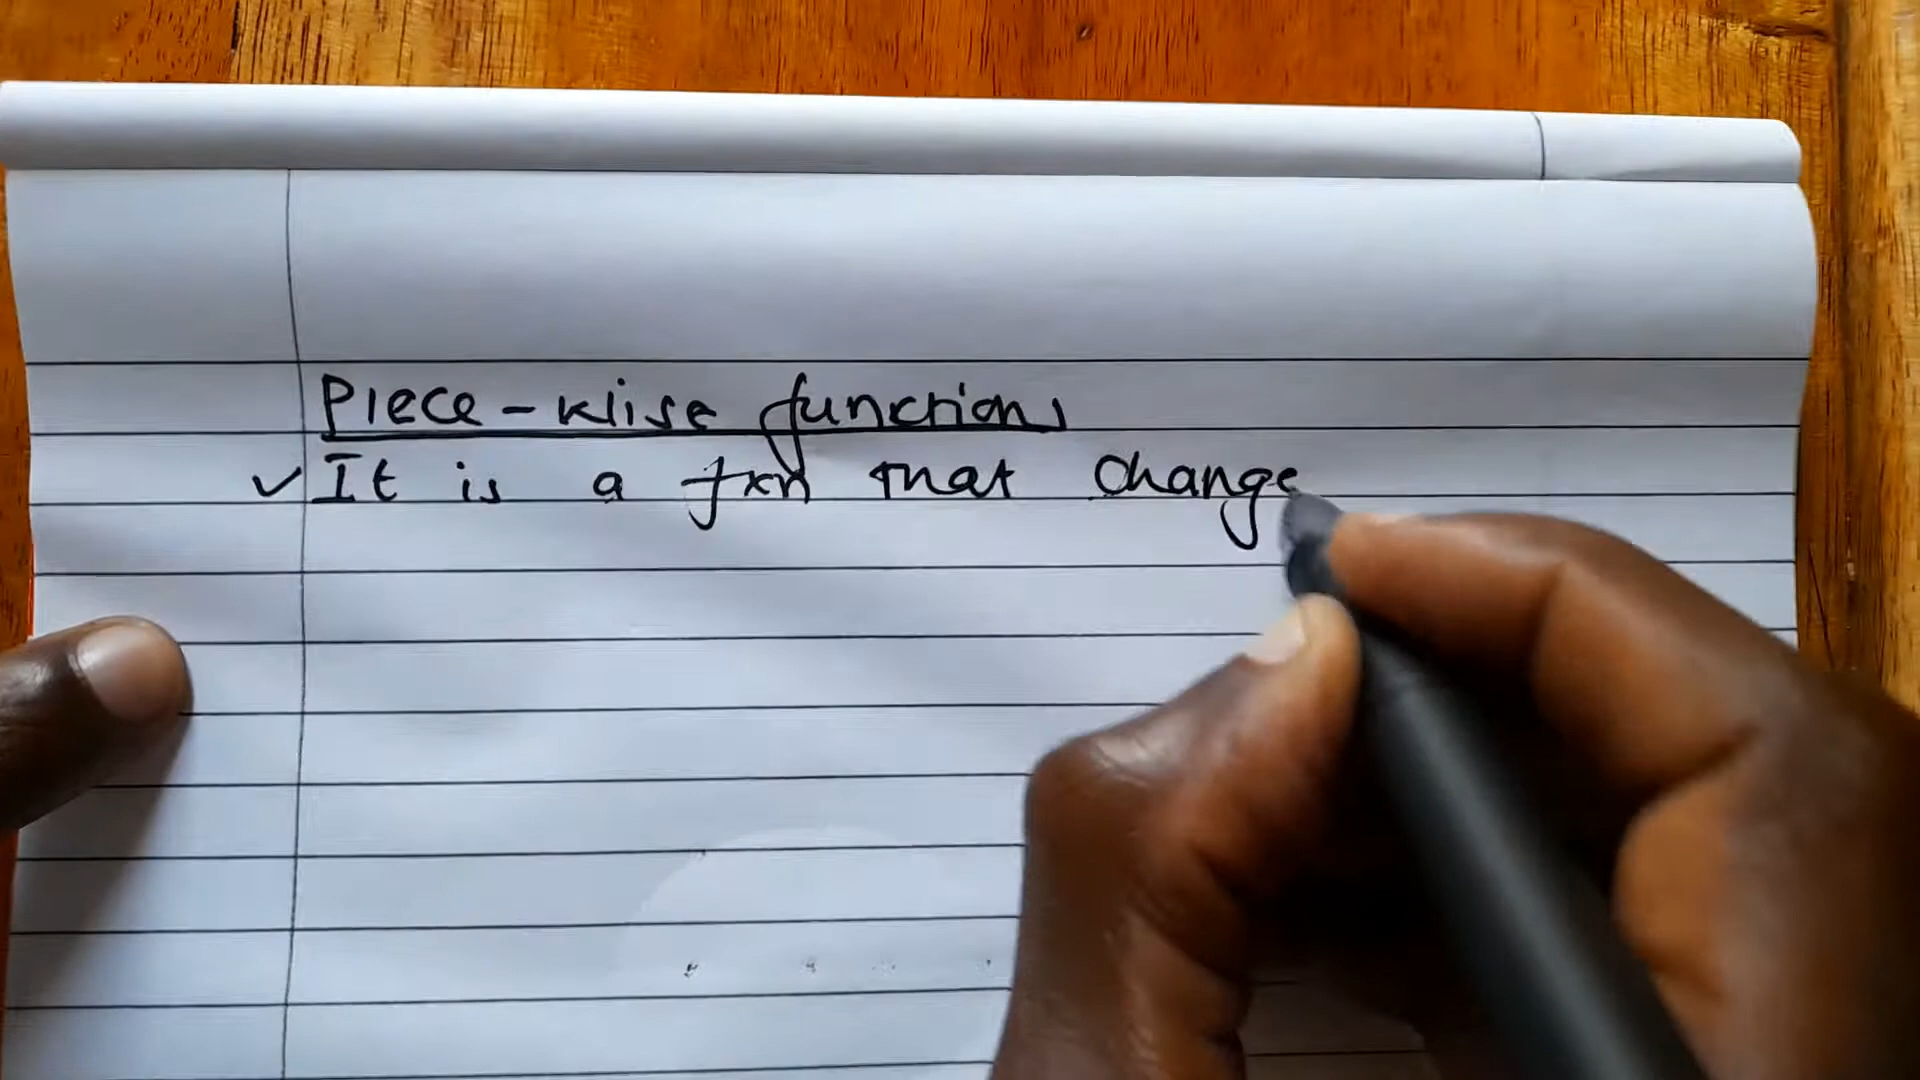 Piece-wise functions
✓ It is a fxn that change